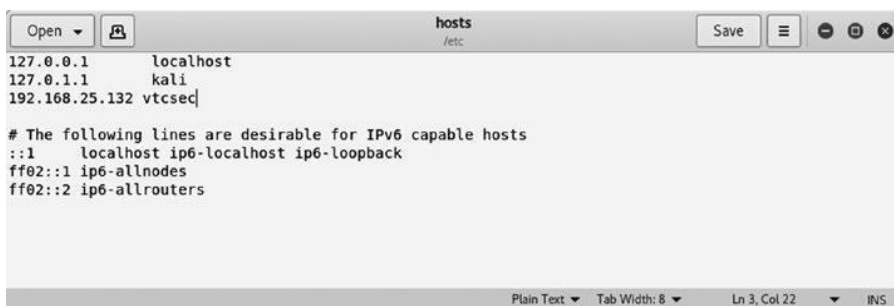 Open
hosts
/etc
Save
127.0.0.1 localhost
127.0.1.1 kali
192.168.25.132 vtcsec
# The following lines are desirable for IPv6 capable hosts
::1 localhost ip6-localhost ip6-loopback
ff02::1 ip6-allnodes
ff02::2 ip6-allrouters
Plain Text Tab Width: 8 Ln 3, Col 22 INS